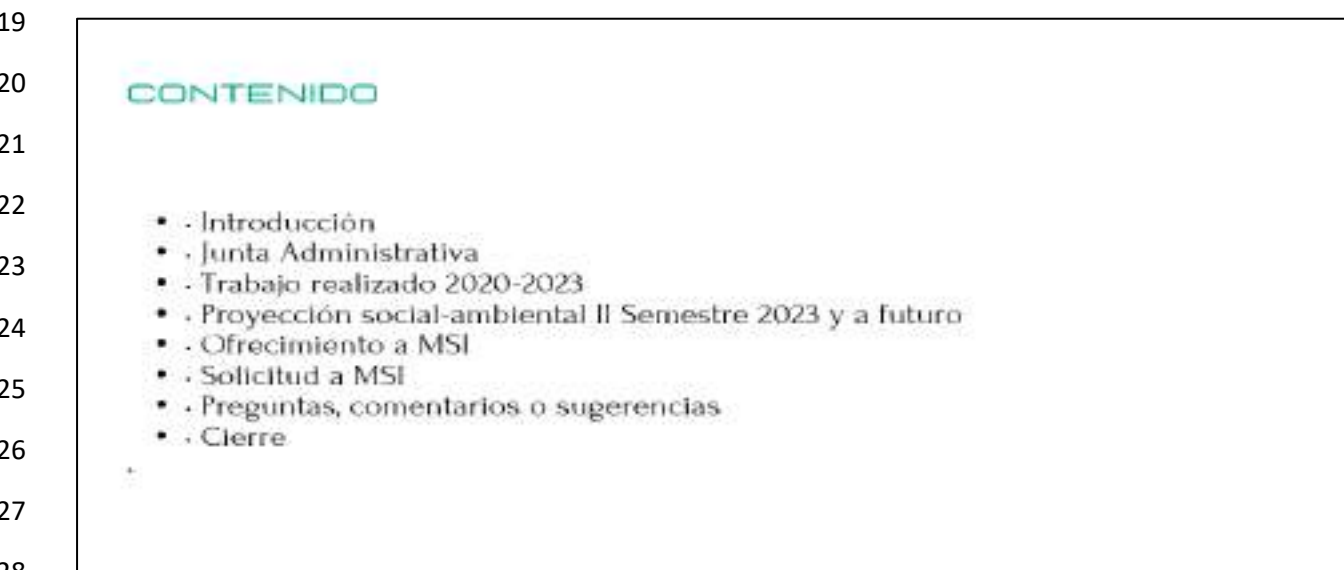 19
20
CONTENIDO
21
22
• · Introducción
• · Junta Administrativa
23
• · Trabajo realizado 2020-2023
24
• · Proyección social-ambiental II Semestre 2023 y a futuro
• · Ofrecimiento a MSI
25
• · Solicitud a MSI
• · Preguntas, comentarios o sugerencias
26
• · Cierre
27
28